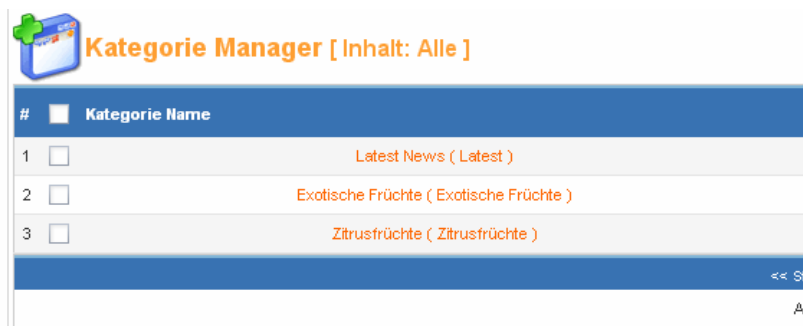 Kategorie Manager [ Inhalt: Alle ]
# Kategorie Name
1 Latest News ( Latest )
2 Exotische Früchte ( Exotische Früchte )
3 Zitrusfrüchte ( Zitrusfrüchte )
<<